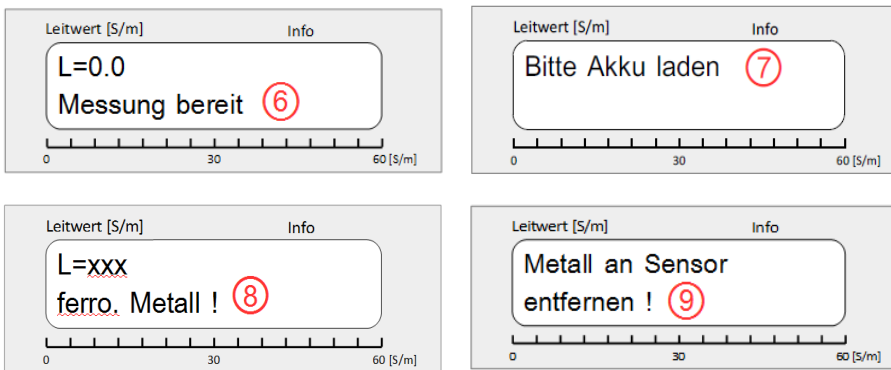 Leitwert [S/m] Info
L=0.0
Messung bereit 6
0 30 60 [S/m]
Leitwert [S/m] Info
Bitte Akku laden 7
0 30 60 [S/m]
Leitwert [S/m] Info
L=xxx
ferro. Metall ! 8
0 30 60 [S/m]
Leitwert [S/m] Info
Metall an Sensor
entfernen ! 9
0 30 60 [S/m]